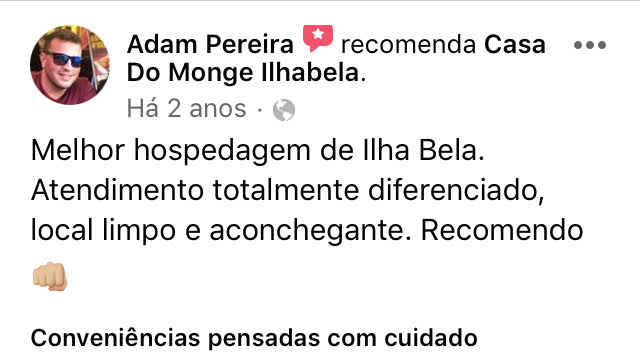 Adam Pereira recomenda Casa
Do Monge Ilhabela.
Há 2 anos ·
Melhor hospedagem de Ilha Bela.
Atendimento totalmente diferenciado,
local limpo e aconchegante. Recomendo
👊🏼
Conveniências pensadas com cuidado